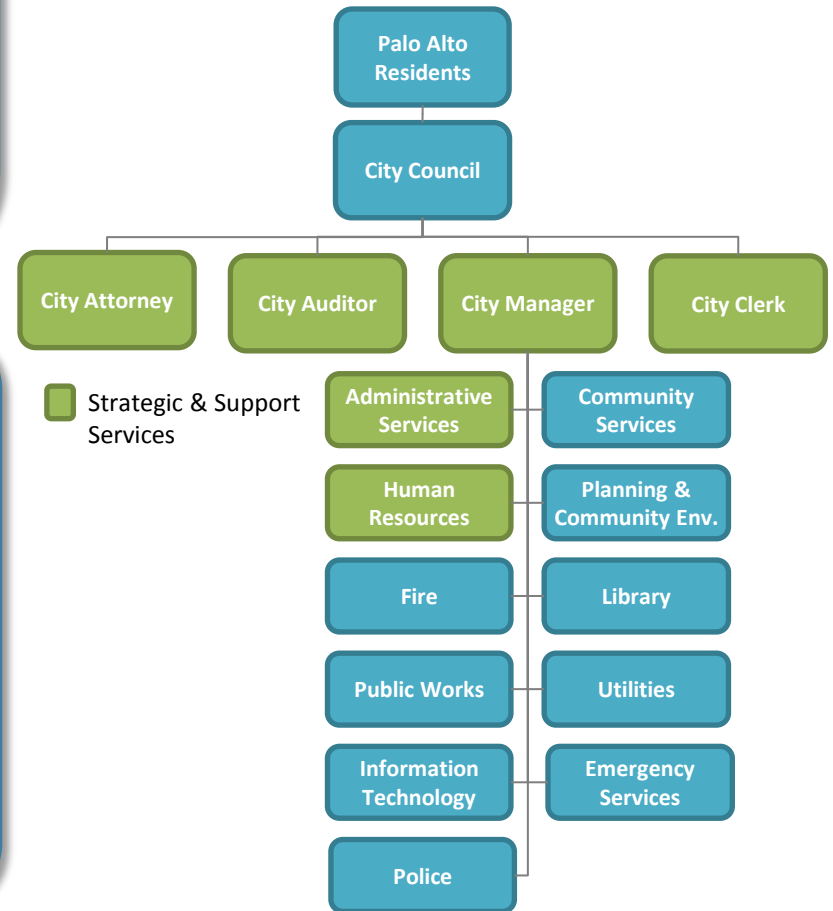 Palo Alto
Residents
City Council
City Attorney
City Auditor
City Manager
City Clerk
Strategic & Support
Services
Administrative
Services
Community
Services
Human
Resources
Planning &
Community Env.
Fire
Library
Public Works
Utilities
Information
Technology
Emergency
Services
Police